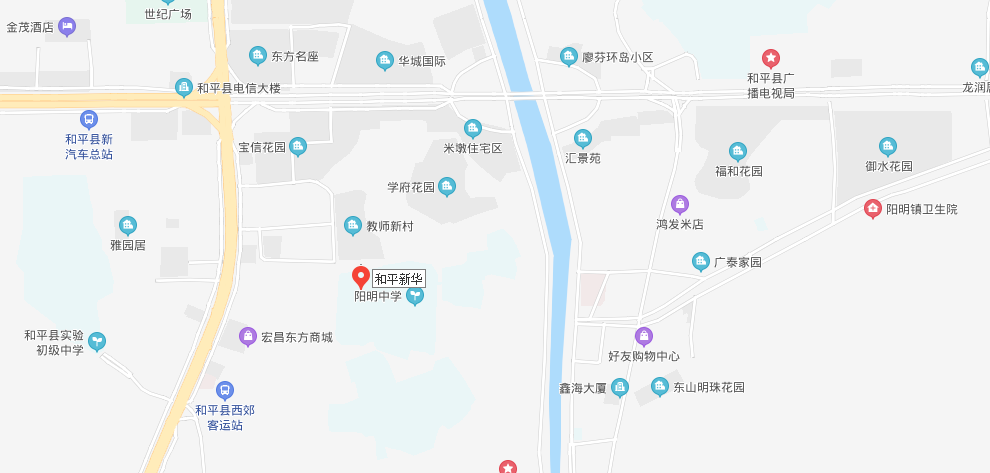 世纪广场
金茂酒店
东方名座
华城国际
廖芬环岛小区
和平县广
播电视局
和平县电信大楼
和平县新
汽车总站
宝信花园
米墩住宅区
汇景苑
福和花园
御水花园
学府花园
教师新村
鸿发米店
阳明镇卫生院
雅园居
广泰家园
和平新华
阳明中学
和平县实验
初级中学
宏昌东方商城
好友购物中心
鑫海大厦
东山明珠花园
和平县西郊
客运站